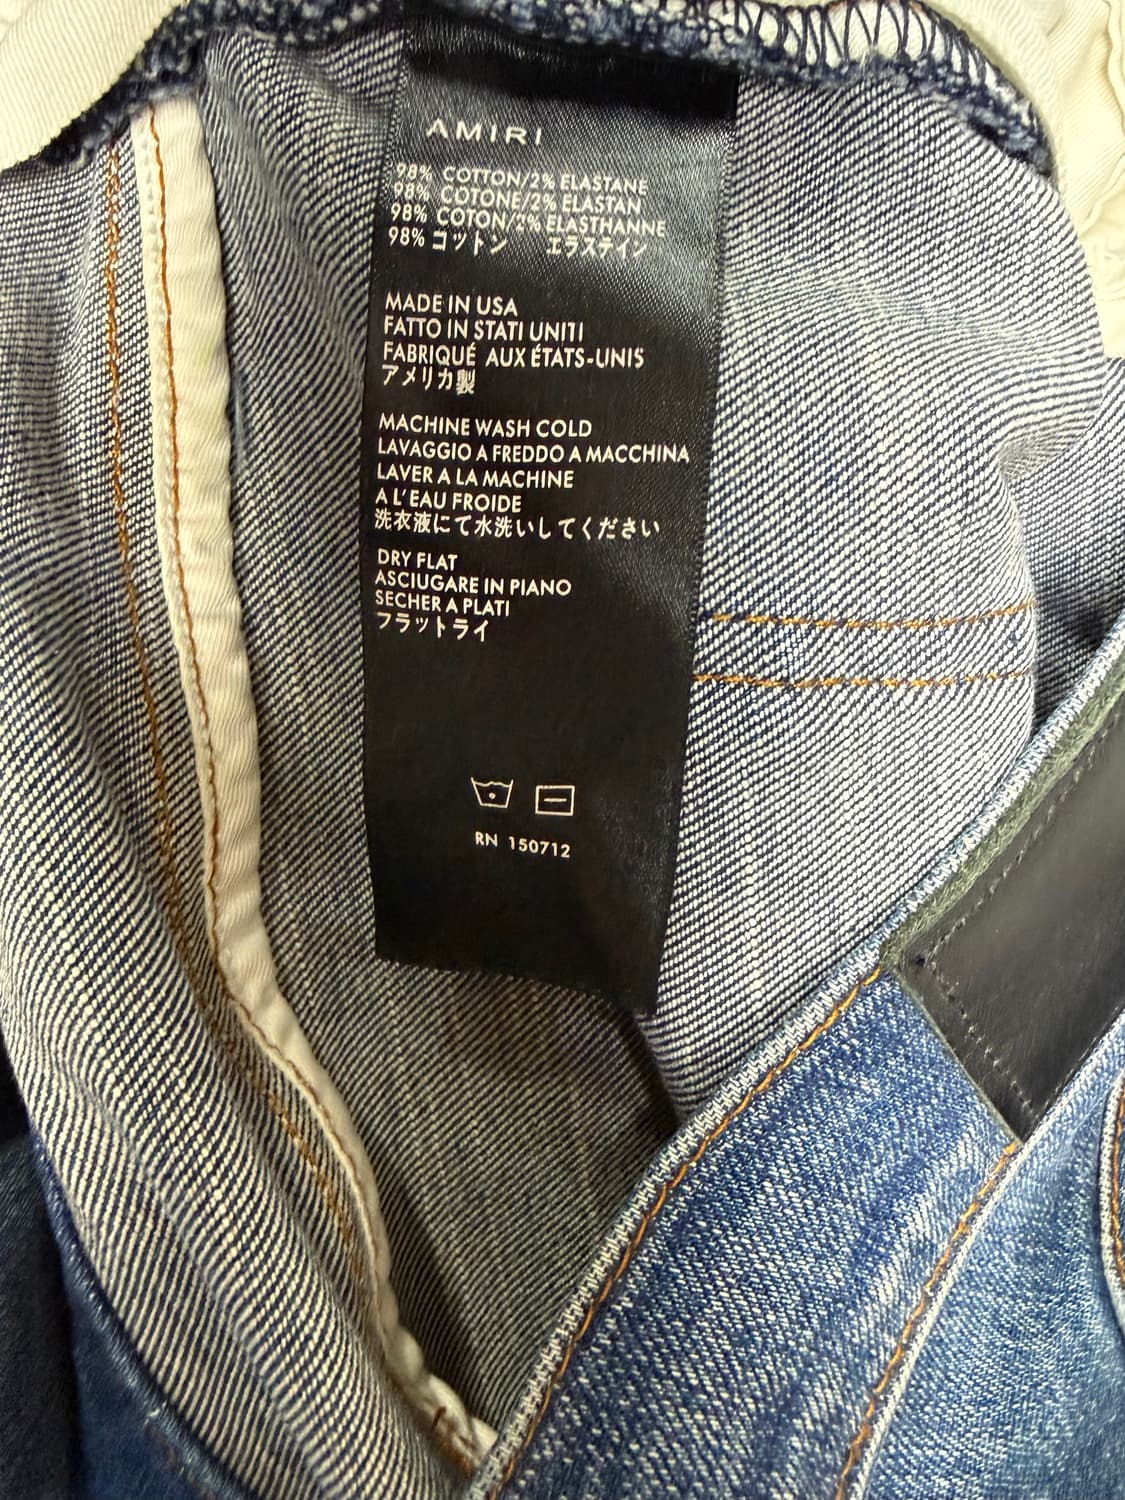 AMIRI
98% COTTON/2% ELASTANE
98% COTONE/2% ELASTAN
98% COTON/2% ELASTHANNE
98% コットン エラステイン
MADE IN USA
FATTO IN STATI UNITI
FABRIQUÉ AUX ÉTATS-UNIS
アメリカ製
MACHINE WASH COLD
LAVAGGIO A FREDDO A MACCHINA
LAVER A LA MACHINE
A L'EAU FROIDE
洗衣液にて水洗いしてください
DRY FLAT
ASCIUGARE IN PIANO
SECHER A PLATI
フラットライ
RN 150712